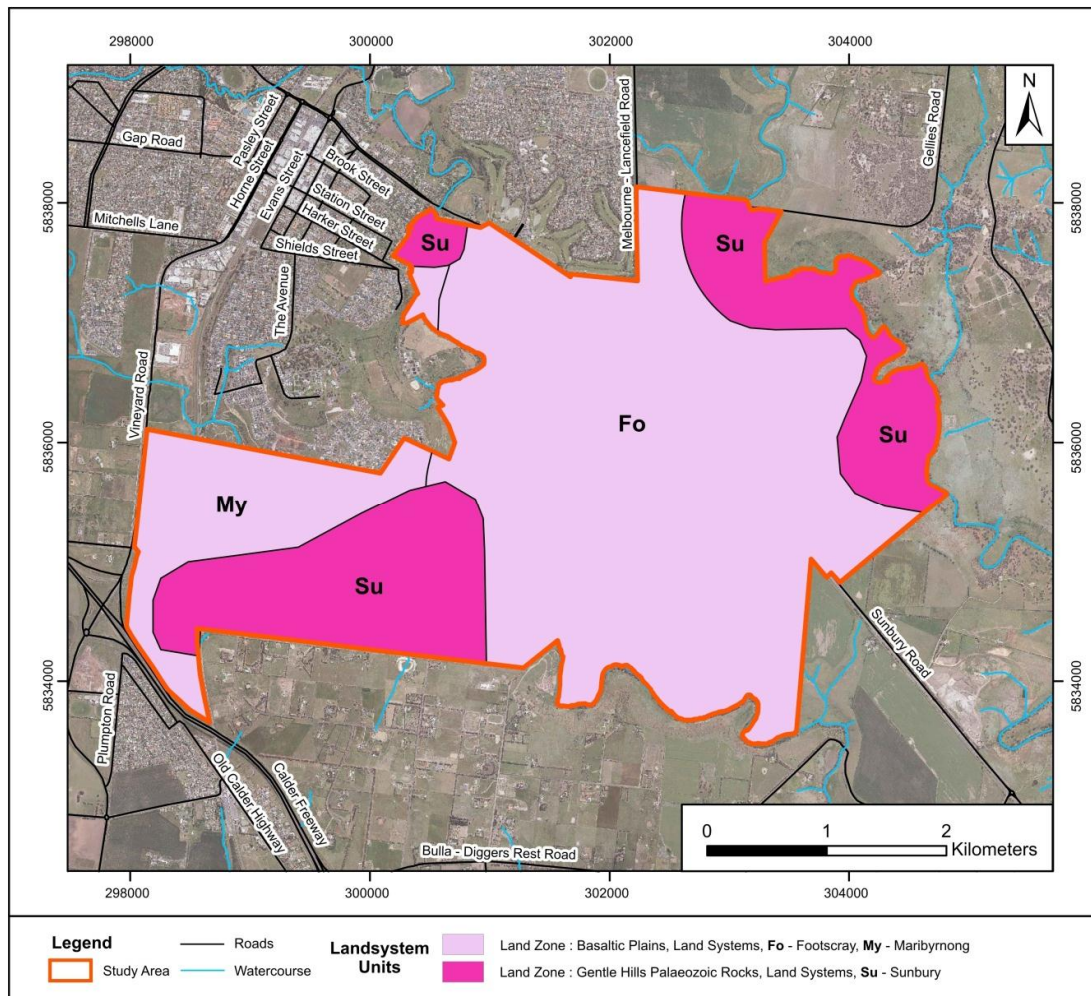 298000
300000
302000
304000
N
5838000
5836000
5834000
5838000
5836000
5834000
Gap Road
Pasley Street
Horne Street
Evans Street
Brook Street
Station Street
Harker Street
Shields Street
Mitchells Lane
The Avenue
Vineyard Road
Melbourne - Lancefield Road
Gellies Road
Su
Su
Fo
Su
My
Su
Sunbury Road
Plumpton Road
Old Calder Highway
Calder Freeway
Bulla - Diggers Rest Road
0 1 2
Kilometers
298000
300000
302000
304000
Legend
Study Area
Roads
Watercourse
Landsystem
Units
Land Zone : Basaltic Plains, Land Systems, Fo - Footscray, My - Maribyrnong
Land Zone : Gentle Hills Palaeozoic Rocks, Land Systems, Su - Sunbury